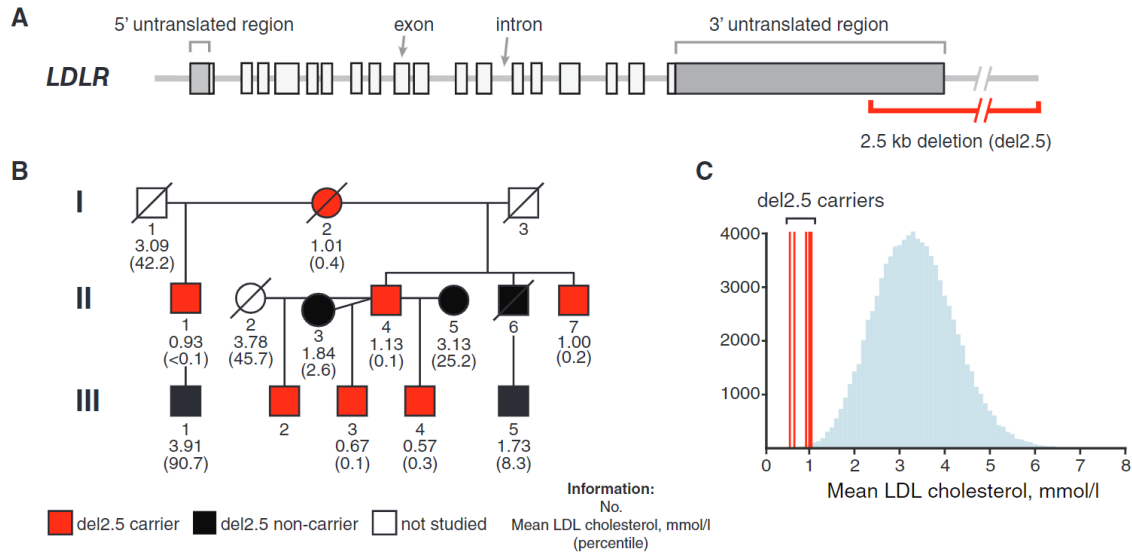 A
5’ untranslated region
exon
intron
3’ untranslated region
LDLR
2.5 kb deletion (del2.5)
B
I
1
3.09
(42.2)
2
1.01
(0.4)
3
II
1
0.93
(<0.1)
2
3.78
(45.7)
3
1.84
(2.6)
4
1.13
(0.1)
5
3.13
(25.2)
6
7
1.00
(0.2)
III
1
3.91
(90.7)
2
3
0.67
(0.1)
4
0.57
(0.3)
5
1.73
(8.3)
del2.5 carrier
del2.5 non-carrier
not studied
Information:
No.
Mean LDL cholesterol, mmol/l
(percentile)
C
del2.5 carriers
4000
3000
2000
1000
0 1 2 3 4 5 6 7 8
Mean LDL cholesterol, mmol/l